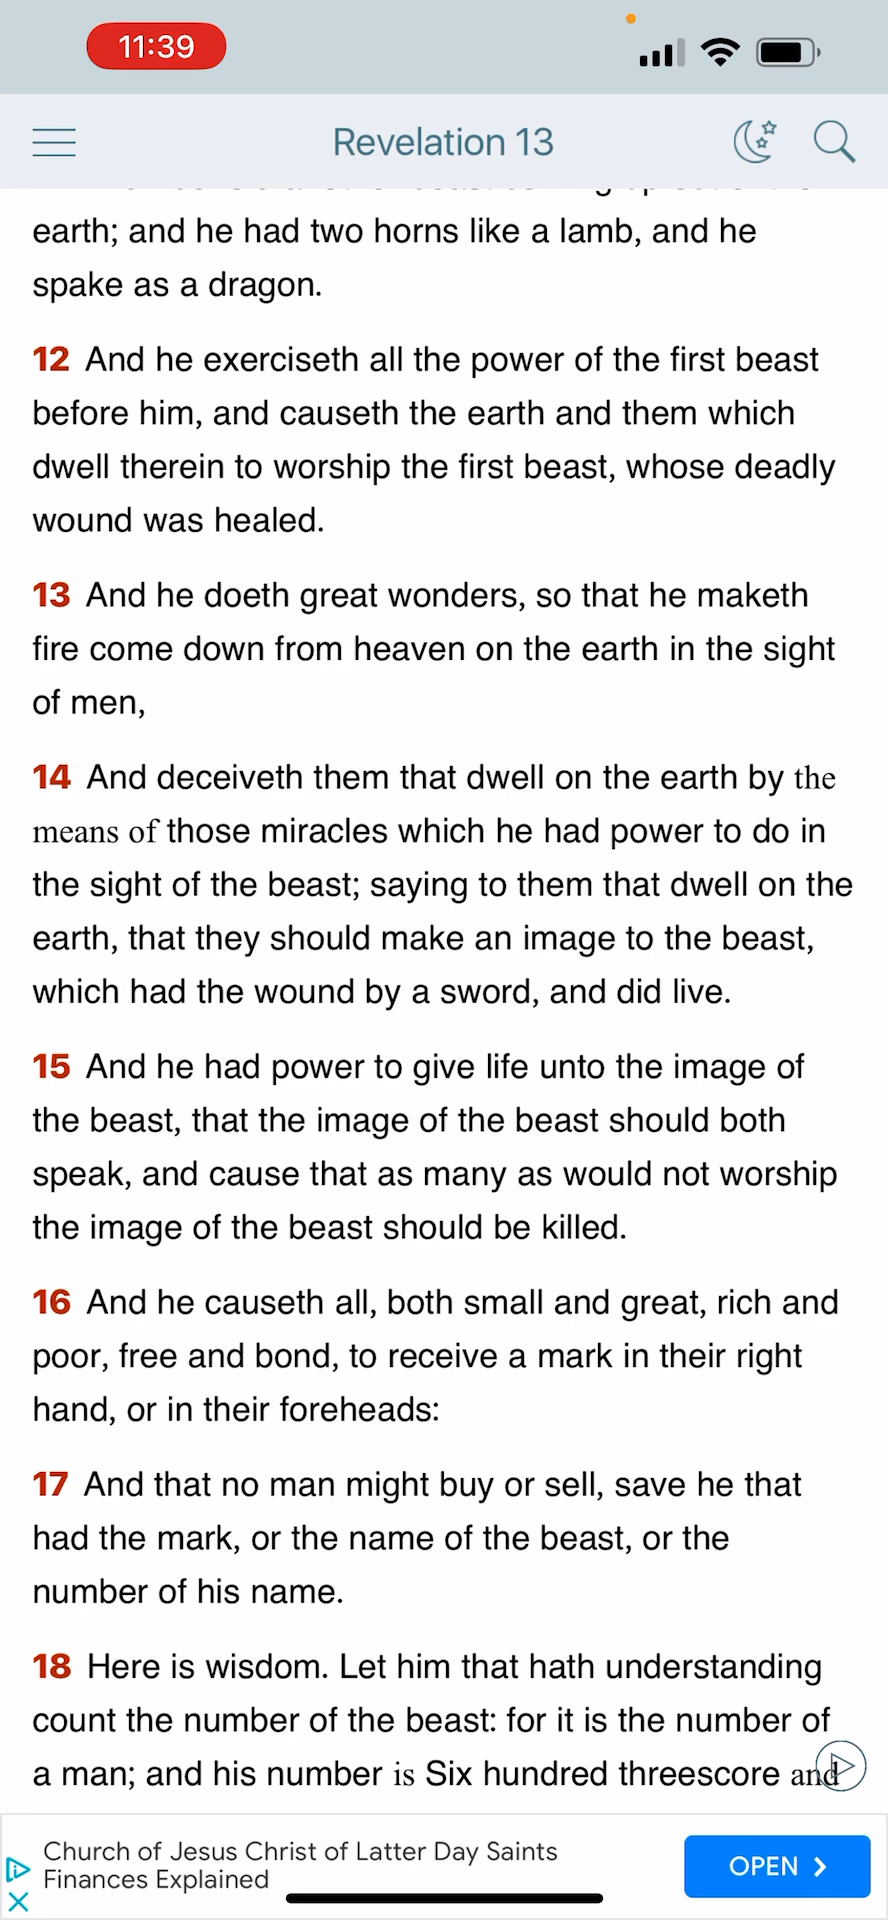 11:39
Revelation 13
earth; and he had two horns like a lamb, and he
spake as a dragon.
12 And he exerciseth all the power of the first beast
before him, and causeth the earth and them which
dwell therein to worship the first beast, whose deadly
wound was healed.
13 And he doeth great wonders, so that he maketh
fire come down from heaven on the earth in the sight
of men,
14 And deceiveth them that dwell on the earth by the
means of those miracles which he had power to do in
the sight of the beast; saying to them that dwell on the
earth, that they should make an image to the beast,
which had the wound by a sword, and did live.
15 And he had power to give life unto the image of
the beast, that the image of the beast should both
speak, and cause that as many as would not worship
the image of the beast should be killed.
16 And he causeth all, both small and great, rich and
poor, free and bond, to receive a mark in their right
hand, or in their foreheads:
17 And that no man might buy or sell, save he that
had the mark, or the name of the beast, or the
number of his name.
18 Here is wisdom. Let him that hath understanding
count the number of the beast: for it is the number of
a man; and his number is Six hundred threescore and
Church of Jesus Christ of Latter Day Saints
Finances Explained
OPEN